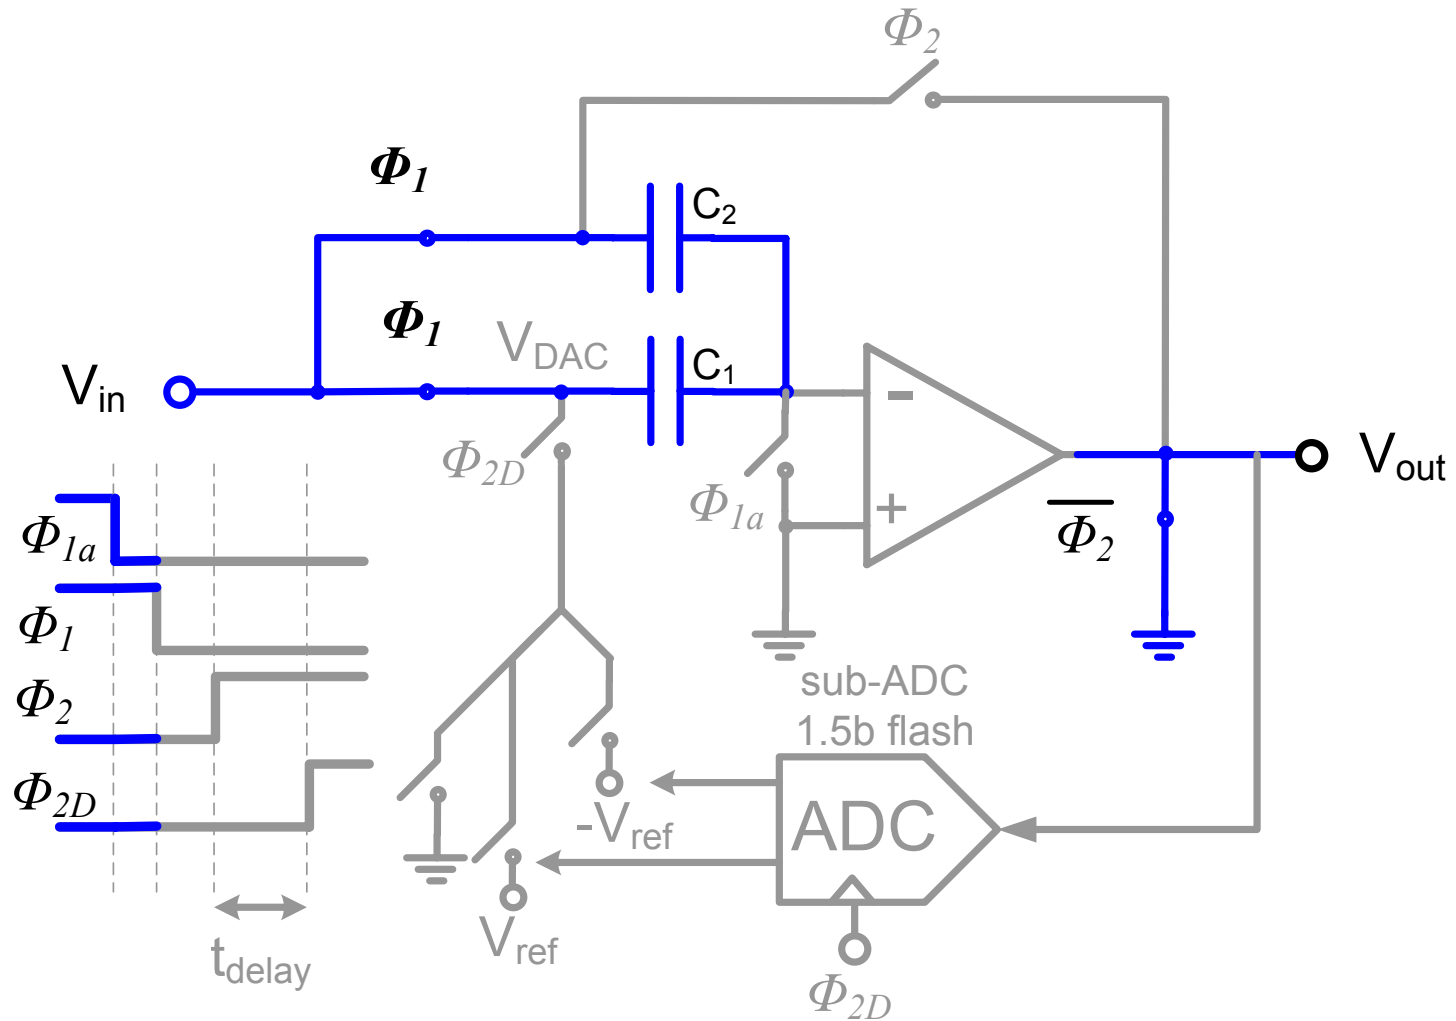 Φ2
Φ1
C2
Φ1
VDAC
C1
Vin
-
Φ2D
Vout
Φ1a
+
Φ1a
Φ2
Φ1
sub-ADC
1.5b flash
Φ2
Φ2D
-Vref
ADC
Vref
tdelay
Φ2D